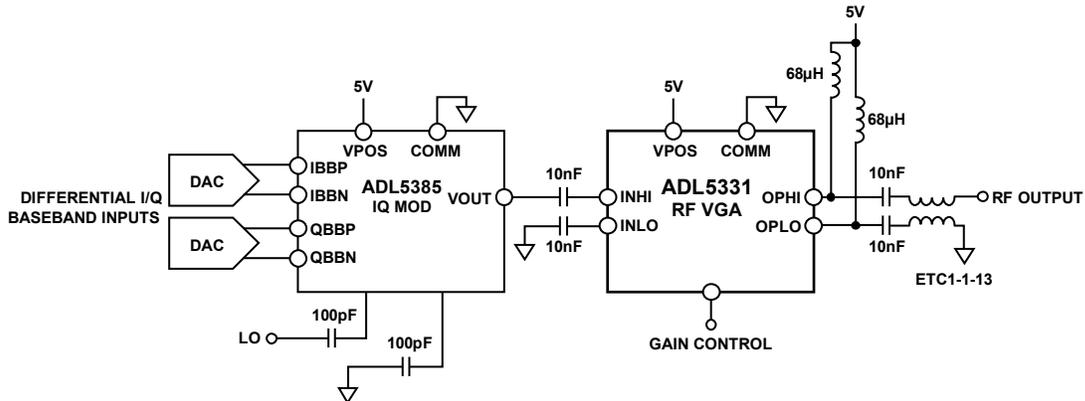 5V
68µH
68µH
5V
5V
VPOS
COMM
VPOS
COMM
DAC
IBBP
IBBN
ADL5385
IQ MOD
VOUT
10nF
INHI
ADL5331
RF VGA
OPHI
10nF
RF OUTPUT
DIFFERENTIAL I/Q
BASEBAND INPUTS
DAC
QBBP
QBBN
INLO
10nF
OPLO
10nF
ETC1-1-13
100pF
LO
100pF
GAIN CONTROL